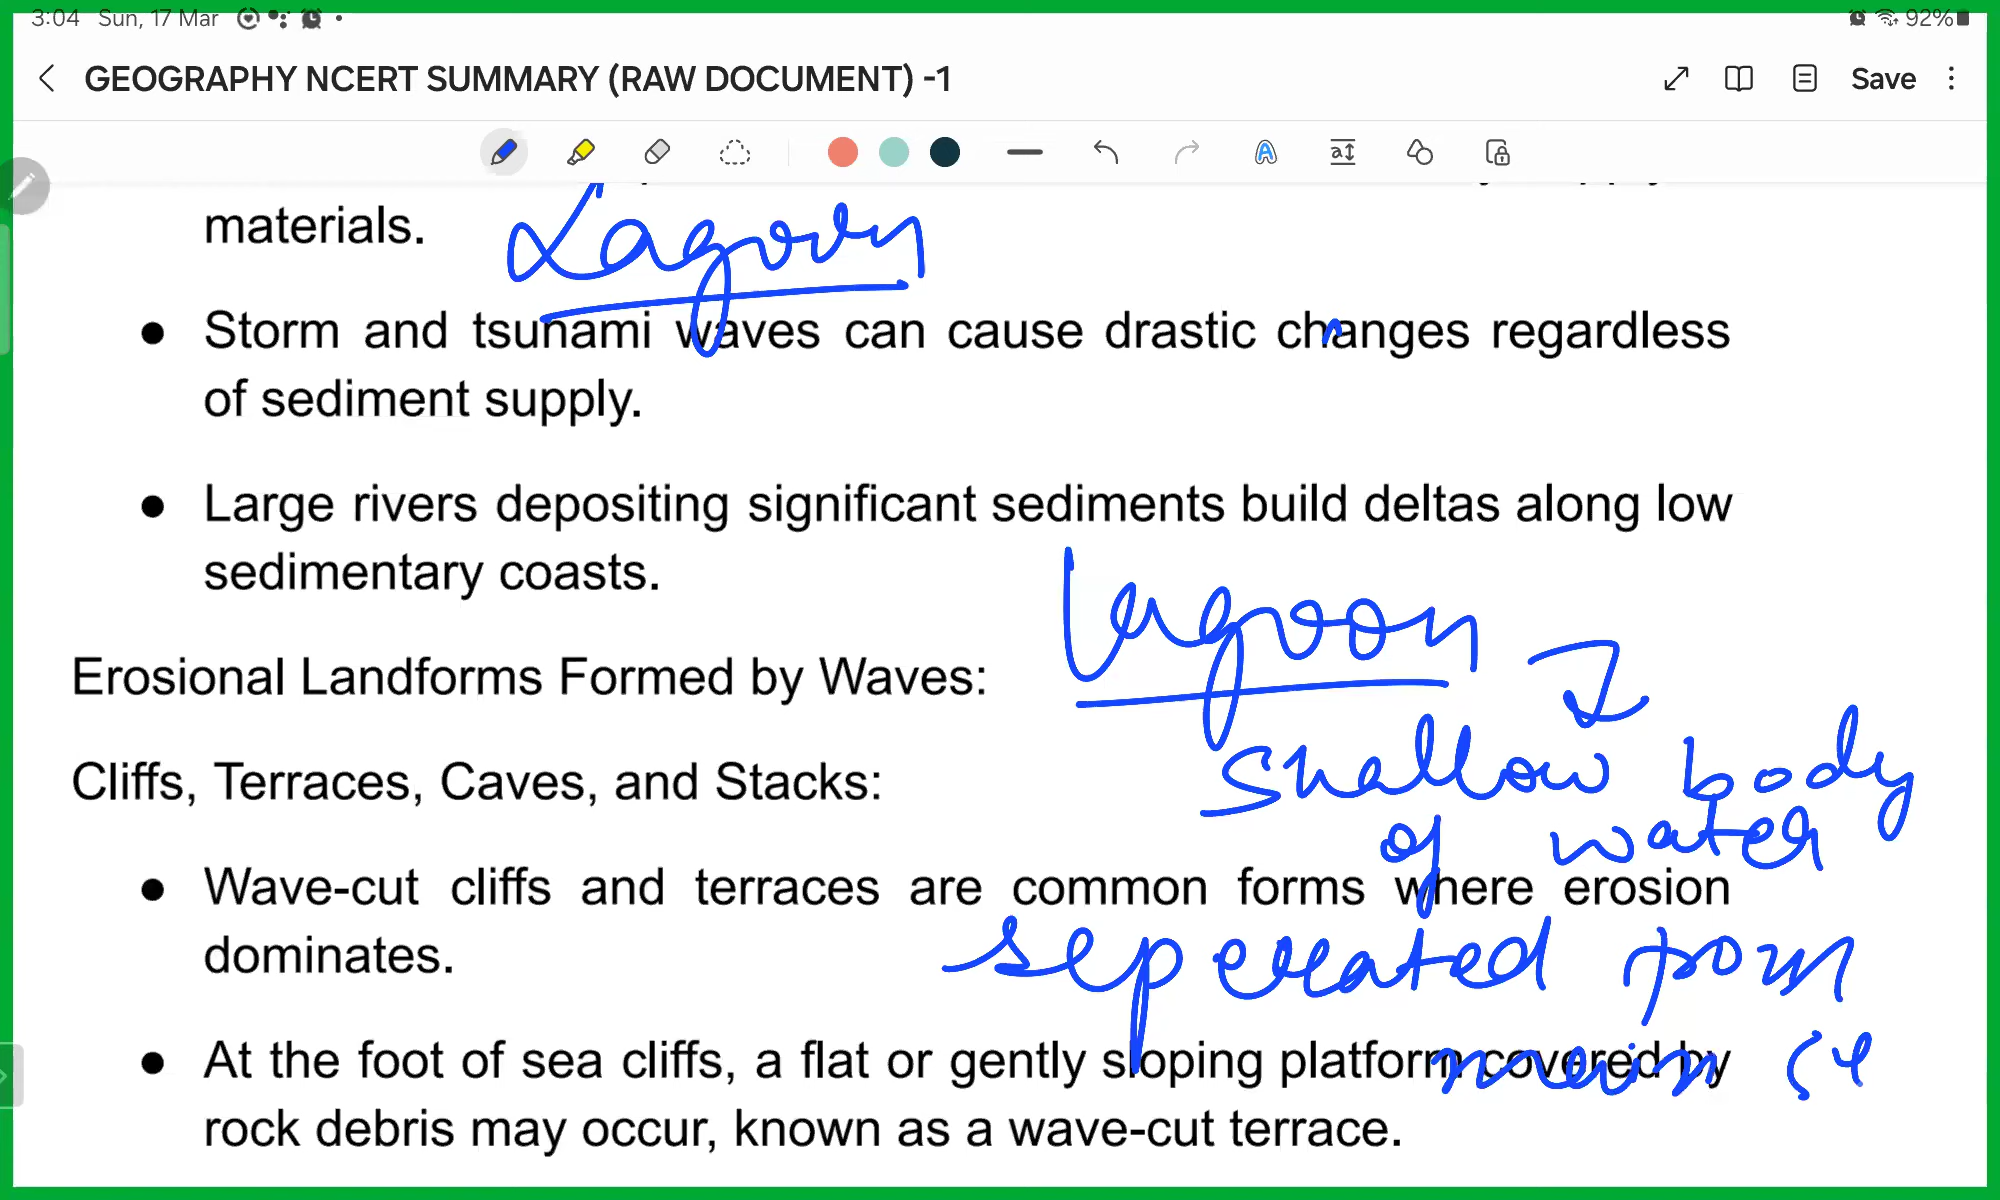 3:04 Sun, 17 Mar 92%
GEOGRAPHY NCERT SUMMARY (RAW DOCUMENT) -1 Save
materials. Lagoon
Storm and tsunami waves can cause drastic changes regardless
of sediment supply.
Large rivers depositing significant sediments build deltas along low
sedimentary coasts.
Lagoon
Erosional Landforms Formed by Waves:
Shallow body
Cliffs, Terraces, Caves, and Stacks:
of water
Wave-cut cliffs and terraces are common forms where erosion
dominates.
seperated from
main
At the foot of sea cliffs, a flat or gently sloping platform covered by
rock debris may occur, known as a wave-cut terrace.